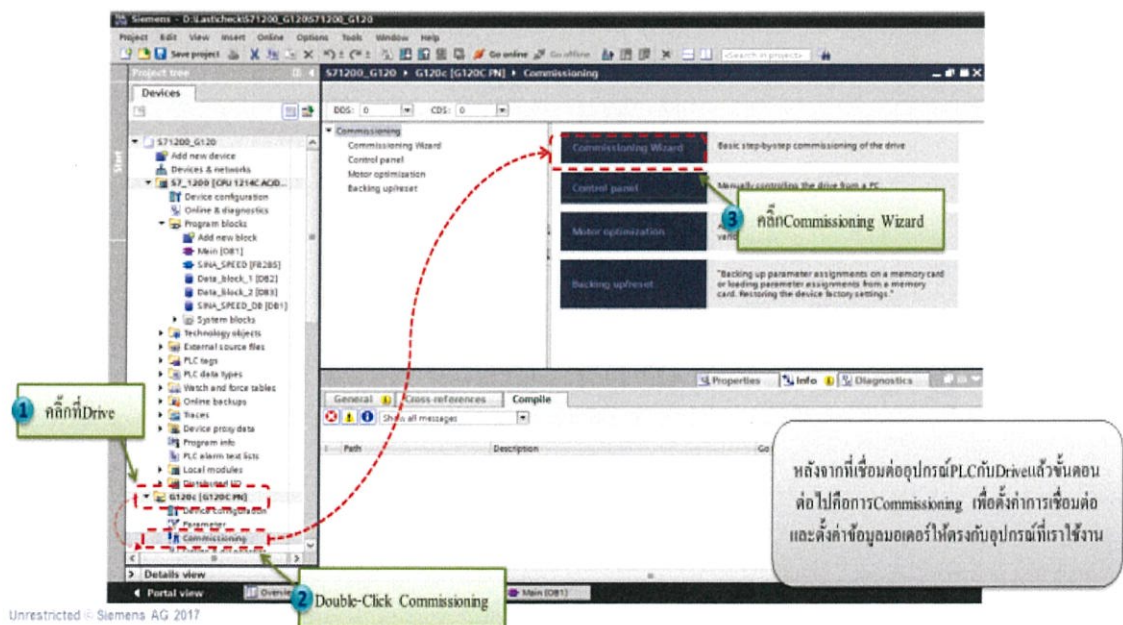 Siemens - D:\Lastcheck\S71200_G120\S71200_G120
Project Edit View Insert Online Options Tools Window Help
Save project
Go online
Go offline
<Search in project>
Project tree
Devices
S71200_G120
Add new device
Devices & networks
S7_1200 [CPU 1214C AC/D...
Device configuration
Online & diagnostics
Program blocks
Add new block
Main [OB1]
SINA_SPEED [FB285]
Data_block_1 [DB2]
Data_block_2 [DB3]
SINA_SPEED_DB [DB1]
System blocks
Technology objects
External source files
PLC tags
PLC data types
Watch and force tables
Online backups
Traces
Device proxy data
Program info
PLC alarm text lists
Local modules
Distributed I/O
G120c [G120C PN]
Device configuration
Parameter
Commissioning
Details view
Portal view
Start
S71200_G120 ▸ G120c [G120C PN] ▸ Commissioning
DDS: 0 CDS: 0
Commissioning
Commissioning Wizard
Control panel
Motor optimization
Backing up/reset
Commissioning Wizard
Basic step-by-step commissioning of the drive
Control panel
Manually controlling the drive from a PC
Motor optimization
Backing up/reset
"Backing up parameter assignments on a memory card
or loading parameter assignments from a memory
card. Restoring the device factory settings."
Properties Info Diagnostics
General Cross-references Compile
Show all messages
! Path Description Go
Main (OB1)
1 คลิ๊กที่Drive
2 Double-Click Commissioning
3 คลิ๊กCommissioning Wizard
หลังจากที่เชื่อมต่ออุปกรณ์PLCกับDriveแล้วขั้นตอน
ต่อไปคือการCommissioning เพื่อตั้งค่าการเชื่อมต่อ
และตั้งค่าข้อมูลมอเตอร์ให้ตรงกับอุปกรณ์ที่เราใช้งาน
Unrestricted © Siemens AG 2017